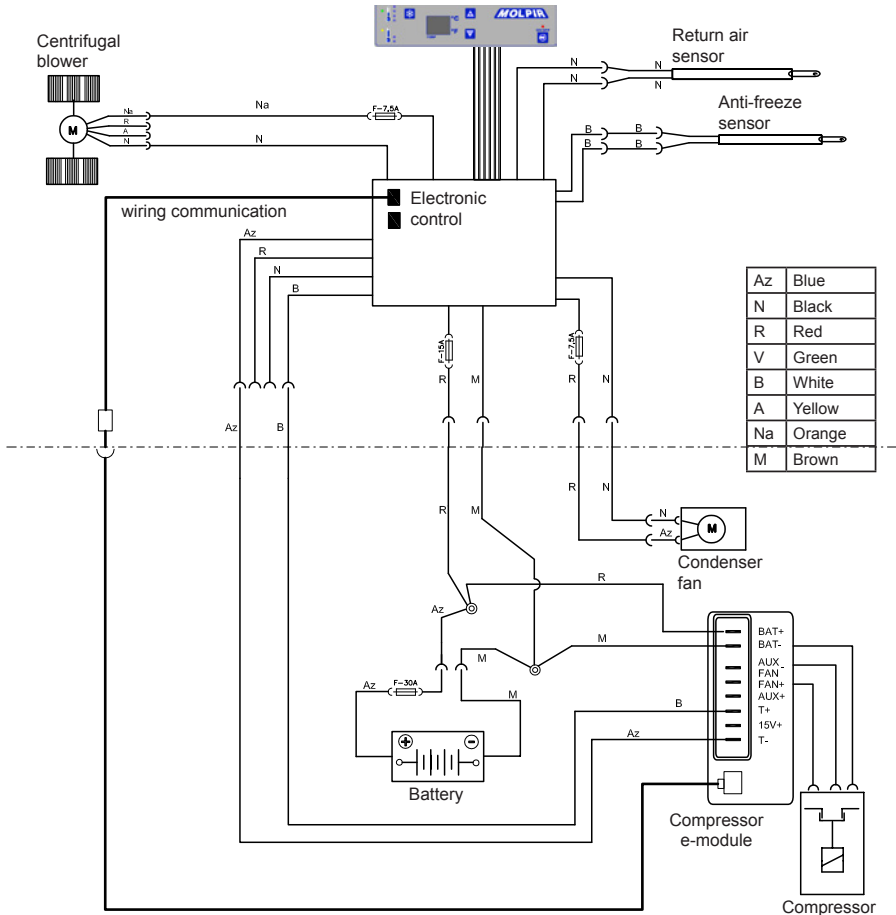 MOLPIR
°C
°F
Centrifugal
blower
Return air
sensor
Anti-freeze
sensor
Na
R
A
N
M
Na
N
F-7,5A
N
N
N
N
B
B
B
B
wiring communication
Electronic
control
Az
R
N
B
F-15A
F-7,5A
R
M
R
N
Az
B
Az Blue
N Black
R Red
V Green
B White
A Yellow
Na Orange
M Brown
R
M
R
N
N
Az
M
Condenser
fan
R
Az
M
M
Az
F-30A
M
B
Az
Battery
BAT+
BAT-
AUX
FAN -
FAN+
AUX+
T+
15V+
T-
Compressor
e-module
Compressor